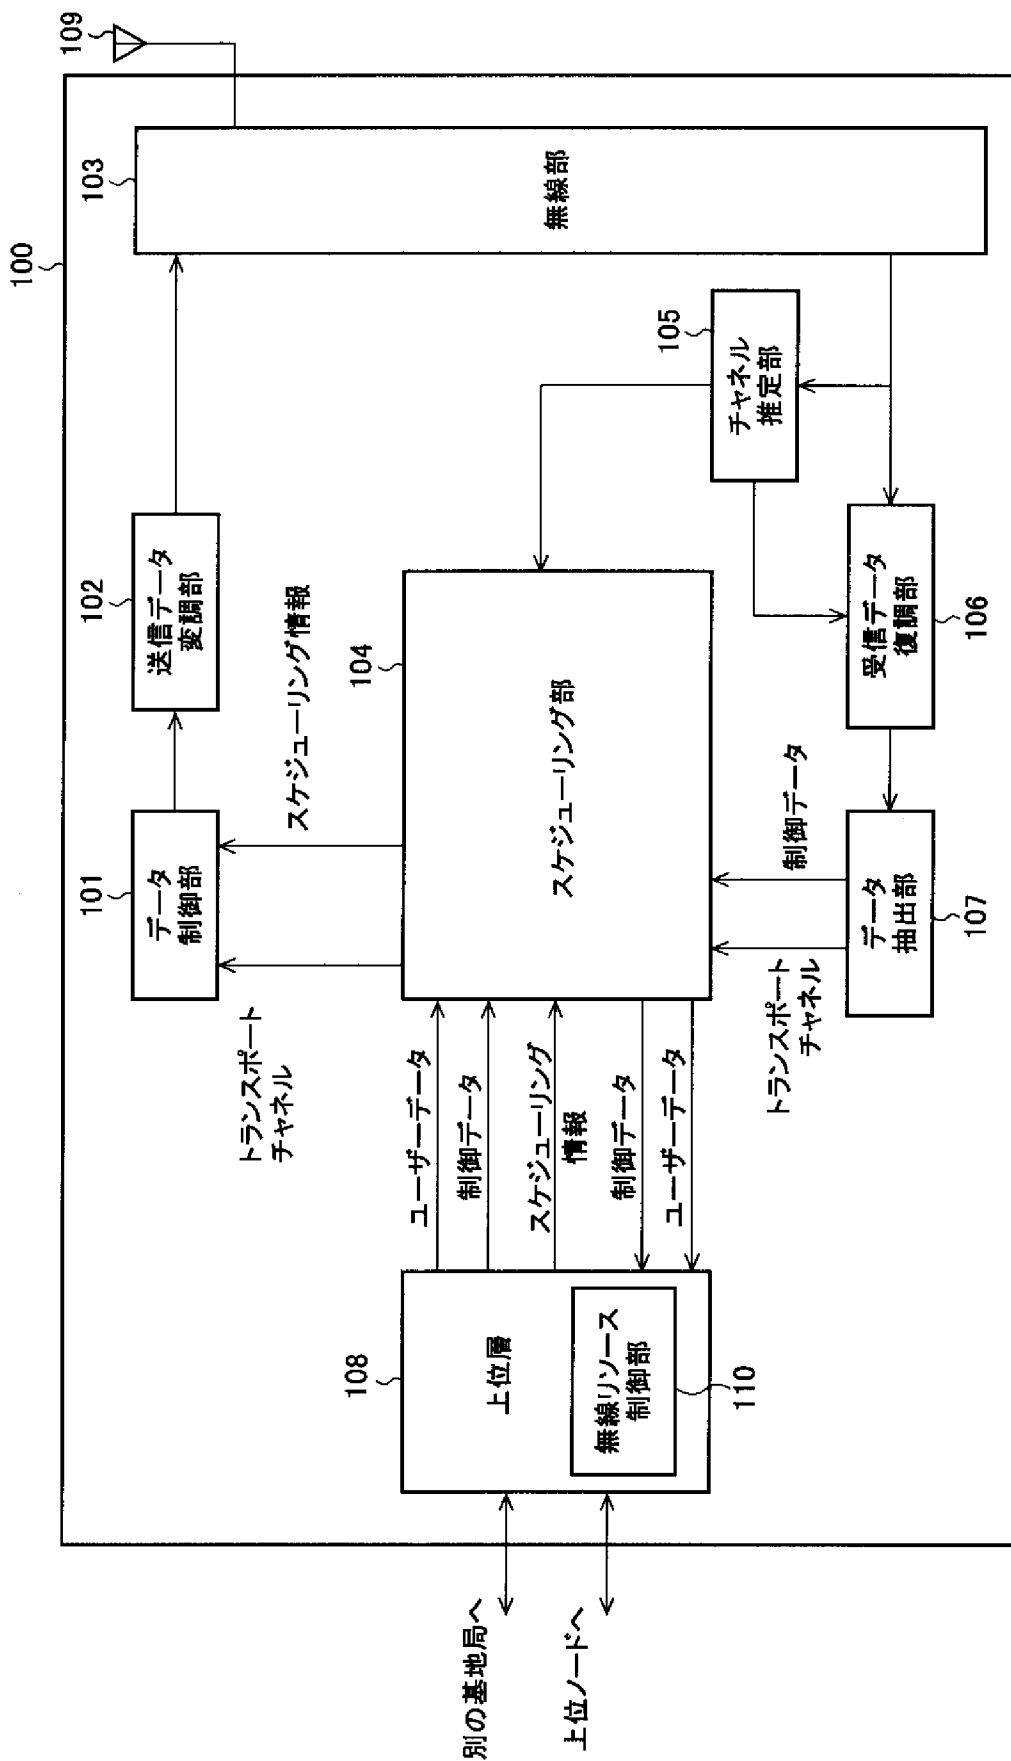 100
109
103
無線部
102
送信データ
変調部
101
データ
制御部
スケジューリング情報
トランスポート
チャネル
104
スケジューリング部
105
チャネル
推定部
108
上位層
無線リソース
制御部
110
ユーザーデータ
制御データ
スケジューリング
情報
制御データ
ユーザーデータ
別の基地局へ
上位ノードへ
トランスポート
チャネル
制御データ
データ
抽出部
107
受信データ
復調部
106